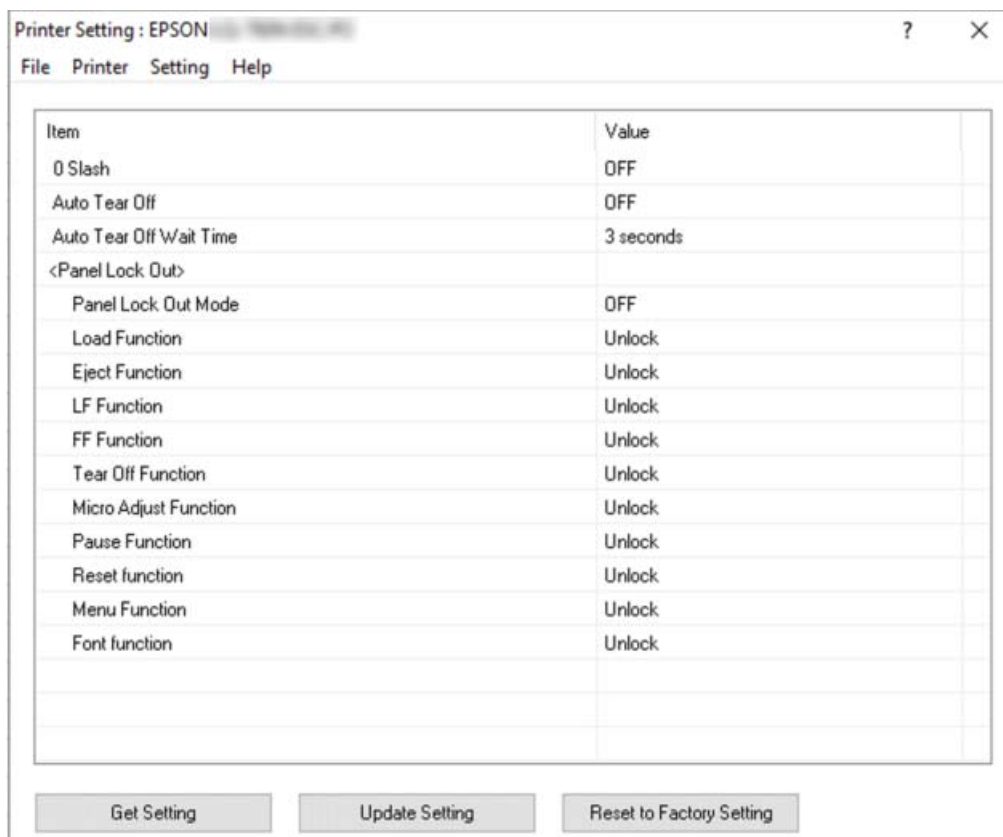 Printer Setting : EPSON
?
File Printer Setting Help
Item Value
0 Slash OFF
Auto Tear Off OFF
Auto Tear Off Wait Time 3 seconds
<Panel Lock Out>
Panel Lock Out Mode OFF
Load Function Unlock
Eject Function Unlock
LF Function Unlock
FF Function Unlock
Tear Off Function Unlock
Micro Adjust Function Unlock
Pause Function Unlock
Reset function Unlock
Menu Function Unlock
Font function Unlock
Get Setting Update Setting Reset to Factory Setting